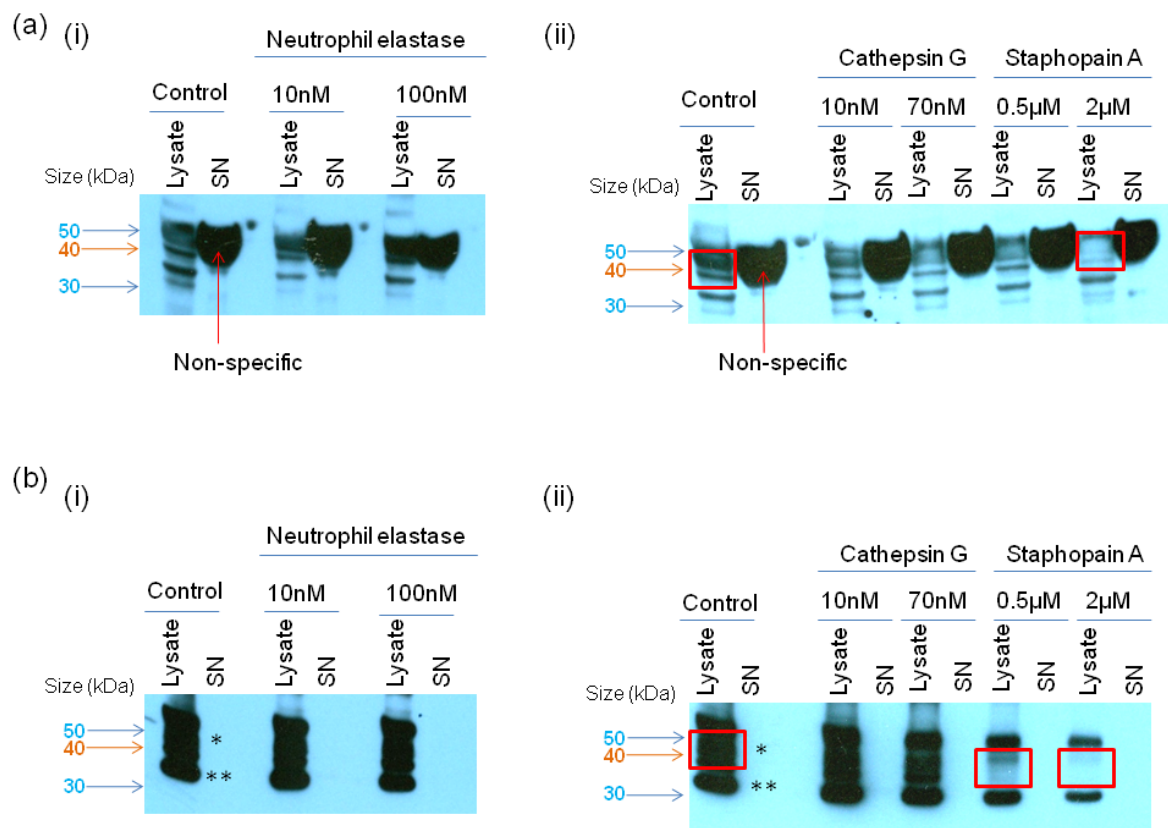 (a)
(i)
Neutrophil elastase
Control
10nM
100nM
Lysate
SN
Lysate
SN
Lysate
SN
Size (kDa)
50
40
30
Non-specific
(ii)
Cathepsin G
Staphopain A
Control
10nM
70nM
0.5µM
2µM
Lysate
SN
Lysate
SN
Lysate
SN
Lysate
SN
Lysate
SN
Size (kDa)
50
40
30
Non-specific
(b)
(i)
Neutrophil elastase
Control
10nM
100nM
Lysate
SN
Lysate
SN
Lysate
SN
Size (kDa)
50
40
30
*
**
(ii)
Cathepsin G
Staphopain A
Control
10nM
70nM
0.5µM
2µM
Lysate
SN
Lysate
SN
Lysate
SN
Lysate
SN
Lysate
SN
Size (kDa)
50
40
30
*
**